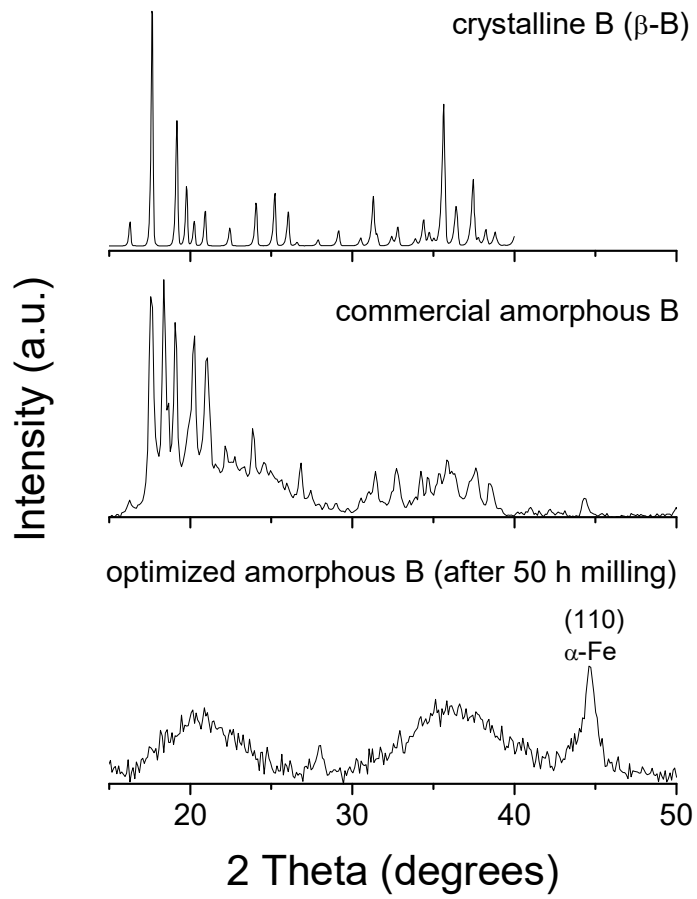 crystalline B (β-B)
commercial amorphous B
Intensity (a.u.)
optimized amorphous B (after 50 h milling)
(110)
α-Fe
20 30 40 50
2 Theta (degrees)